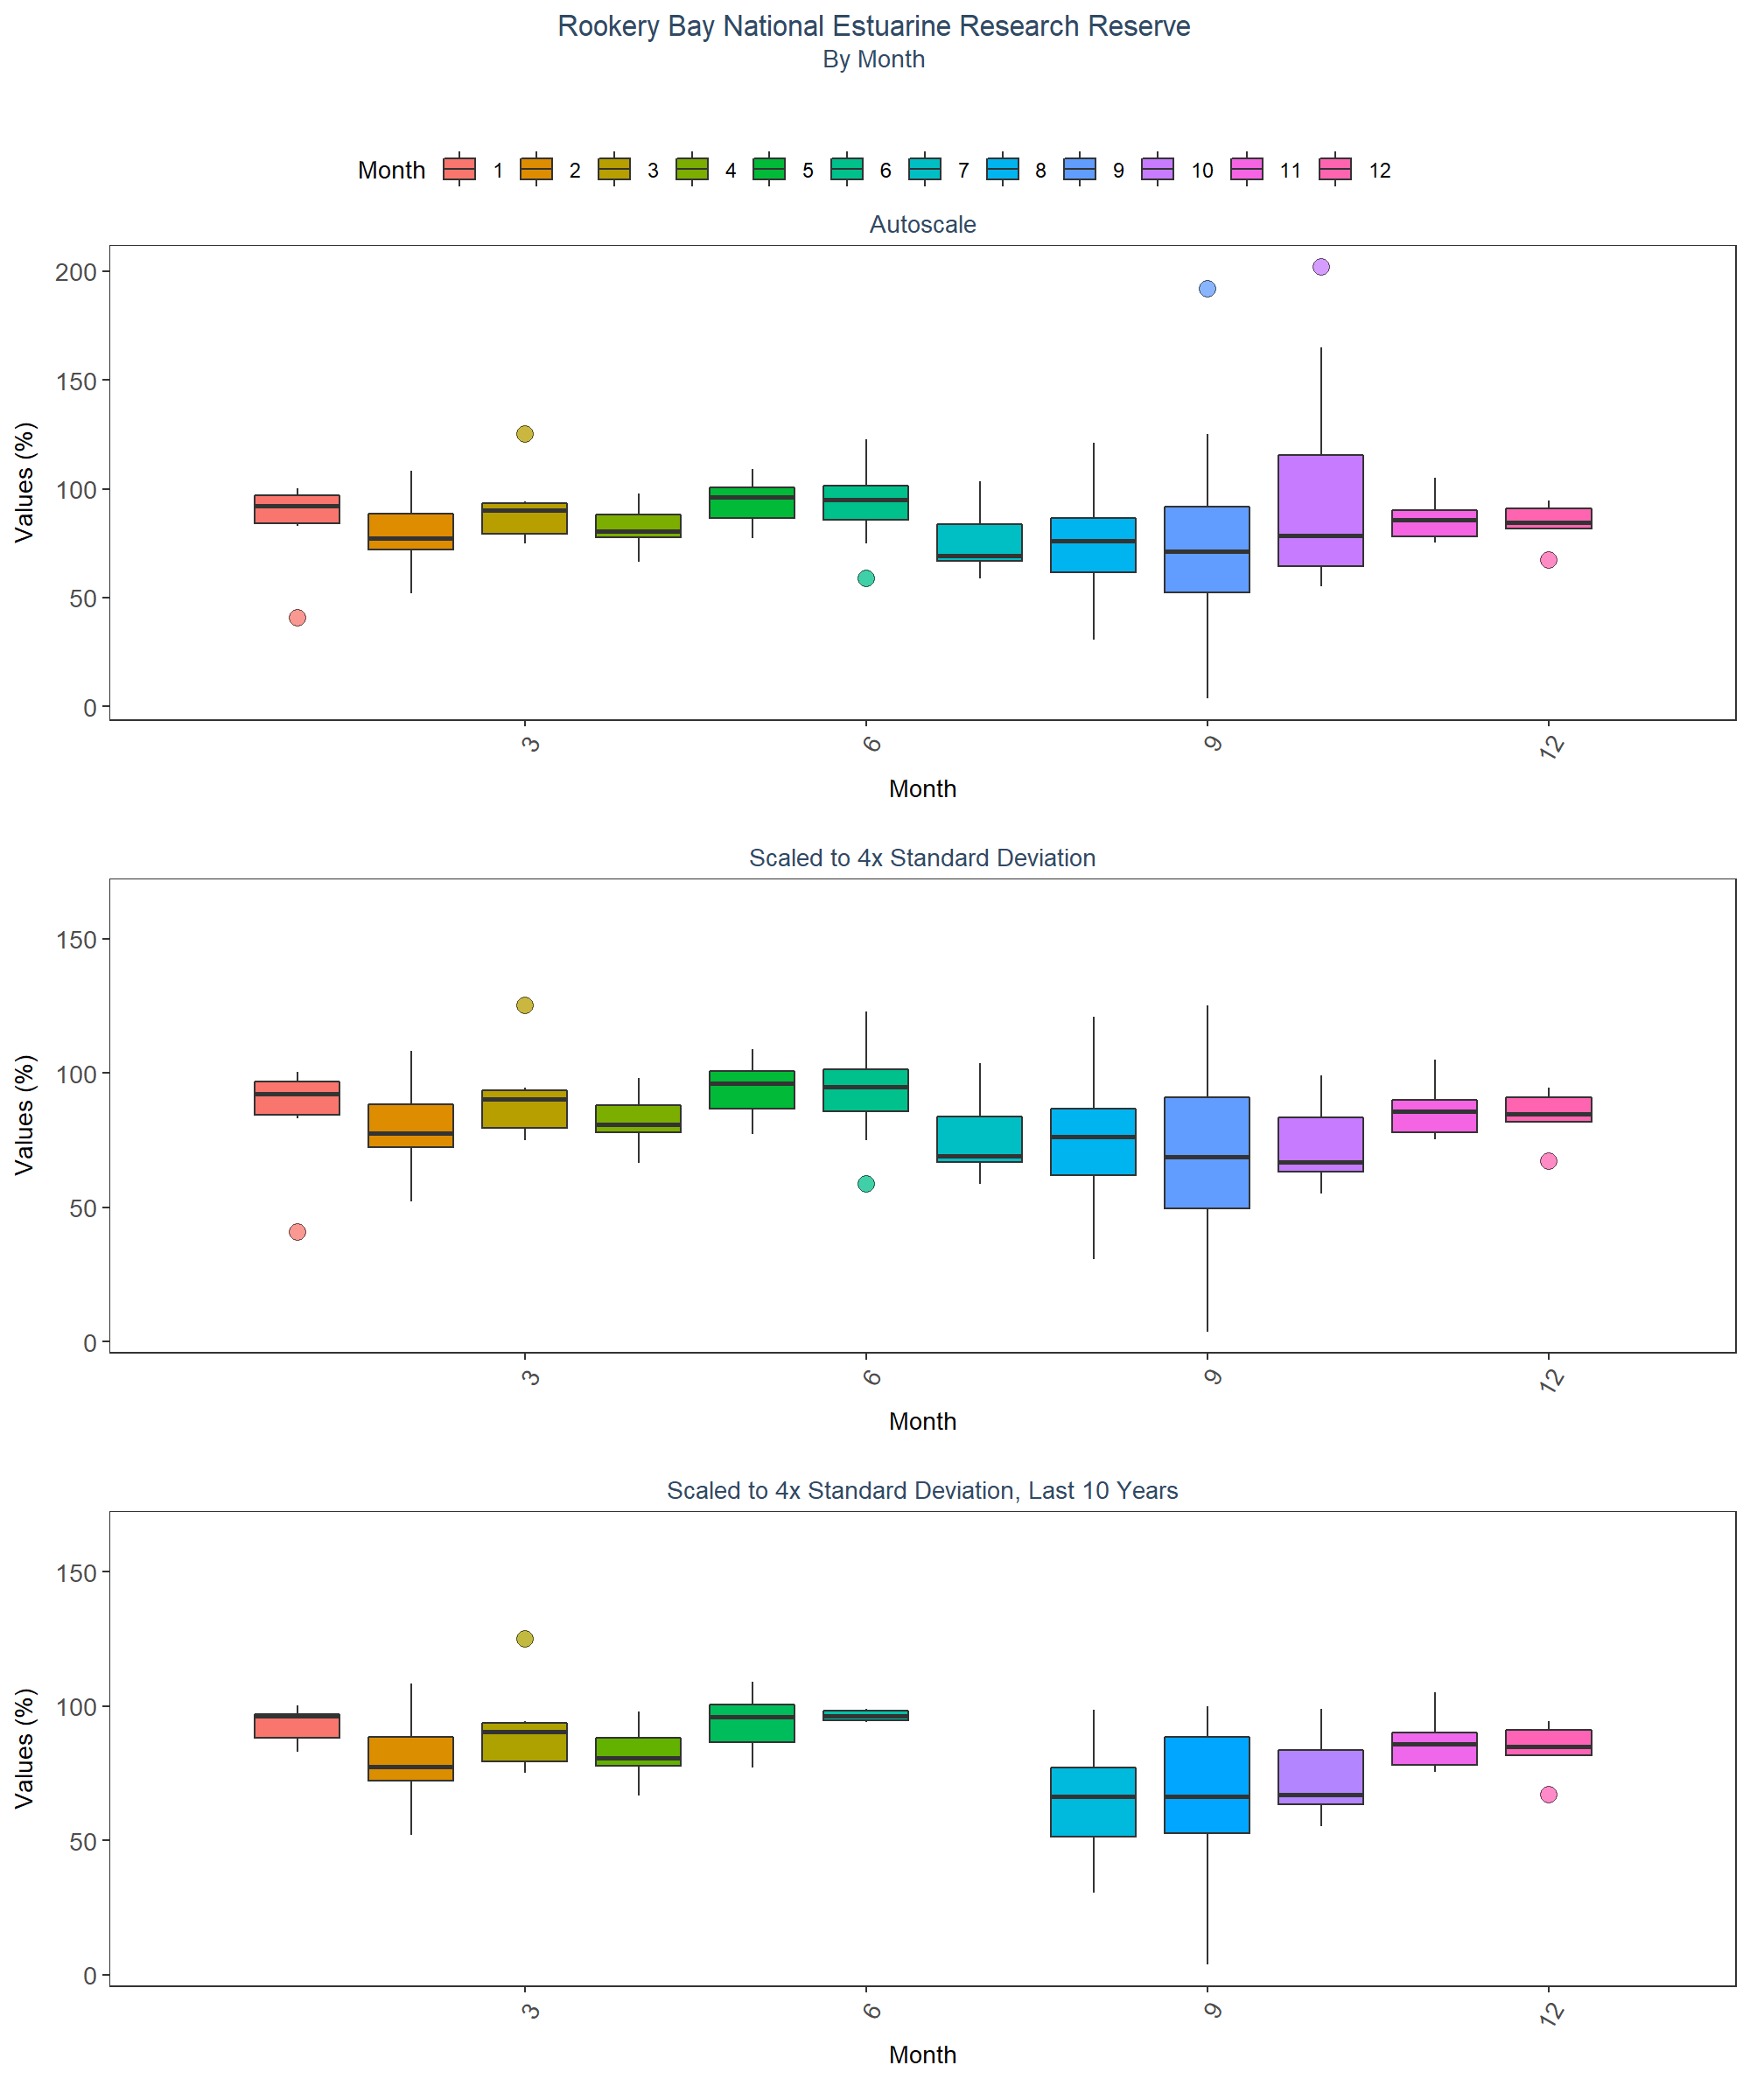 Rookery Bay National Estuarine Research Reserve
By Month
Month 1 2 3 4 5 6 7 8 9 10 11 12
Autoscale
200
150
100
50
0
Values (%)
3 6 9 12
Month
Scaled to 4x Standard Deviation
150
100
50
0
Values (%)
3 6 9 12
Month
Scaled to 4x Standard Deviation, Last 10 Years
150
100
50
0
Values (%)
3 6 9 12
Month